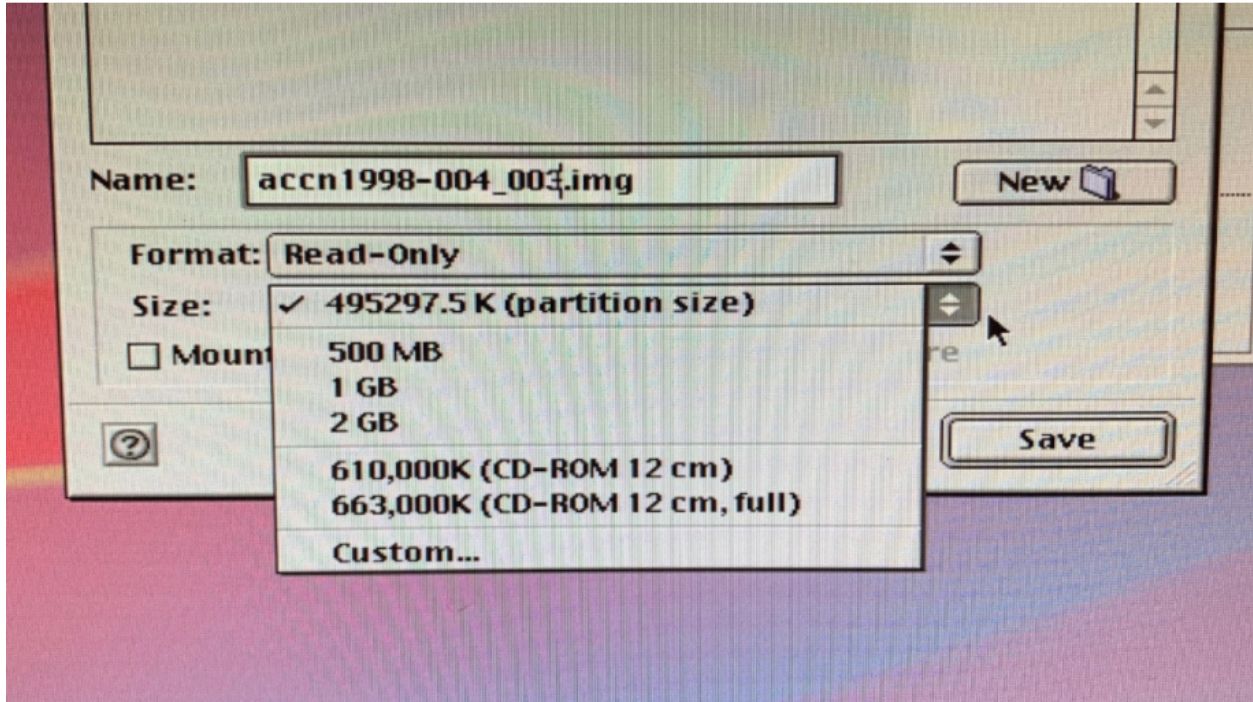 Name: accn1998-004_003.img New
Format: Read-Only
Size: ✓ 495297.5 K (partition size)
Mount 500 MB re
1 GB
2 GB
? Save
610,000K (CD-ROM 12 cm)
663,000K (CD-ROM 12 cm, full)
Custom...